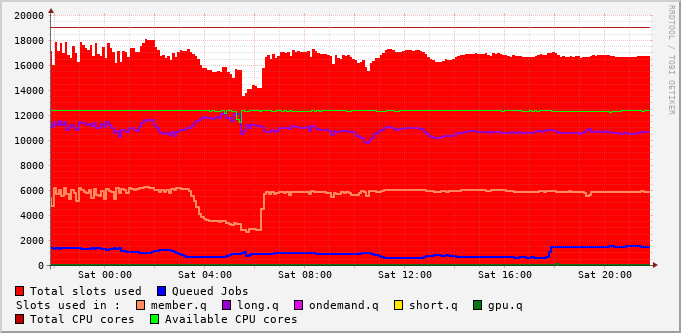 20000
18000
16000
14000
12000
10000
8000
6000
4000
2000
0
Sat 00:00 Sat 04:00 Sat 08:00 Sat 12:00 Sat 16:00 Sat 20:00
Total slots used Queued Jobs
Slots used in : member.q long.q ondemand.q short.q gpu.q
Total CPU cores Available CPU cores
RRDTOOL / TOBI OETIKER